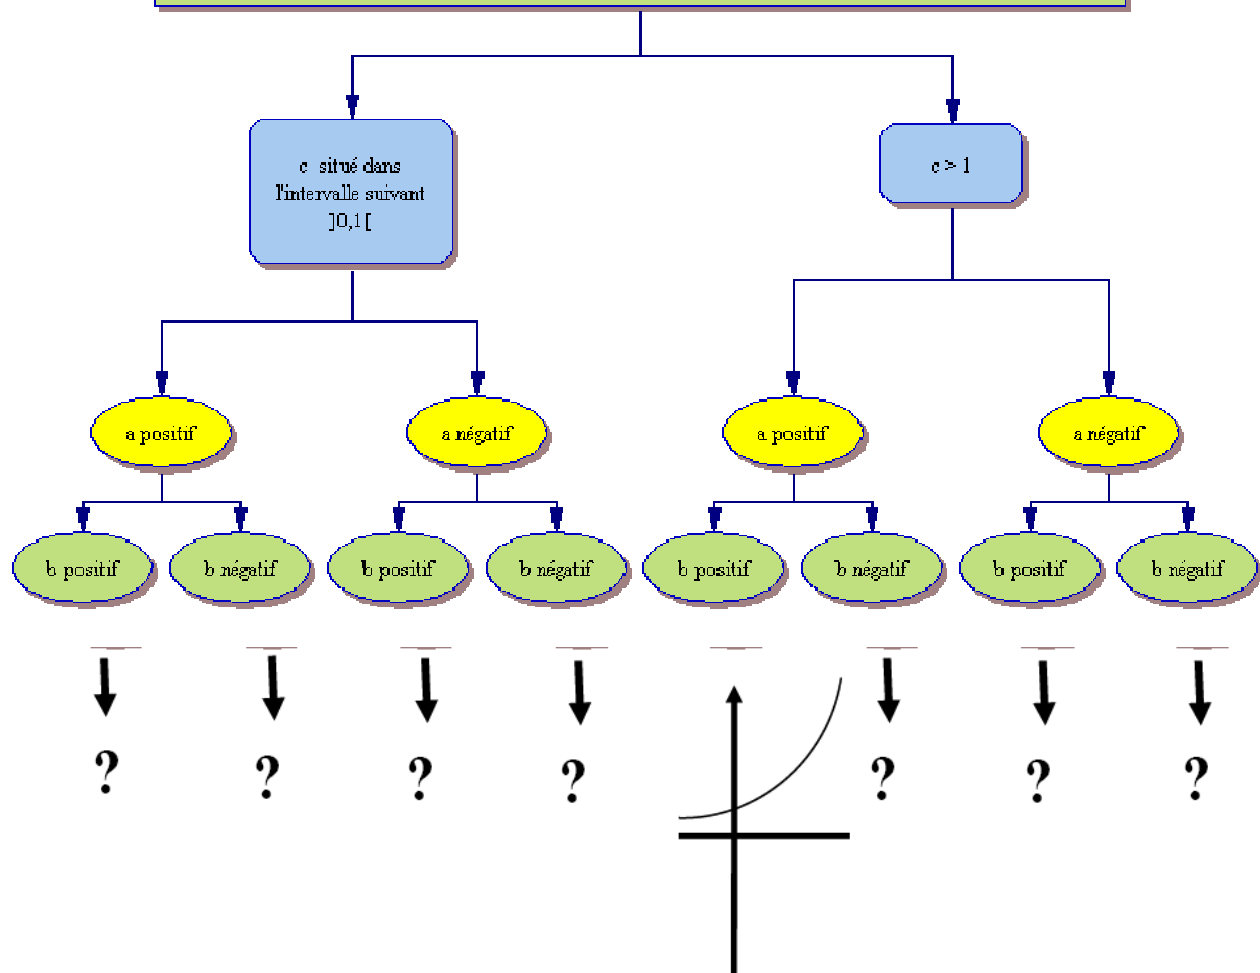 c situé dans
l'intervalle suivant
]0,1[
c > 1
a positif
a négatif
a positif
a négatif
b positif
b négatif
b positif
b négatif
b positif
b négatif
b positif
b négatif
?
?
?
?
?
?
?